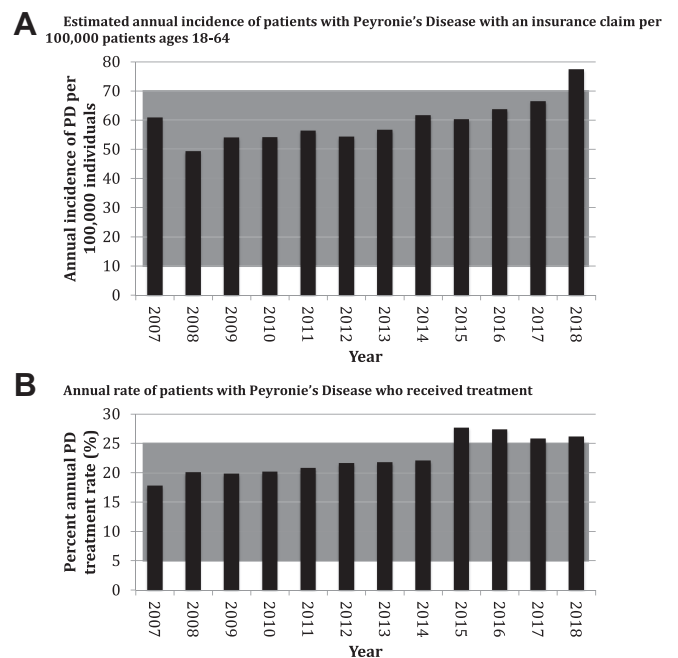 A Estimated annual incidence of patients with Peyronie's Disease with an insurance claim per
100,000 patients ages 18-64
Annual incidence of PD per
100,000 individuals
80
70
60
50
40
30
20
10
0
2007 2008 2009 2010 2011 2012 2013 2014 2015 2016 2017 2018
Year
B Annual rate of patients with Peyronie's Disease who received treatment
Percent annual PD
treatment rate (%)
30
25
20
15
10
5
0
2007 2008 2009 2010 2011 2012 2013 2014 2015 2016 2017 2018
Year